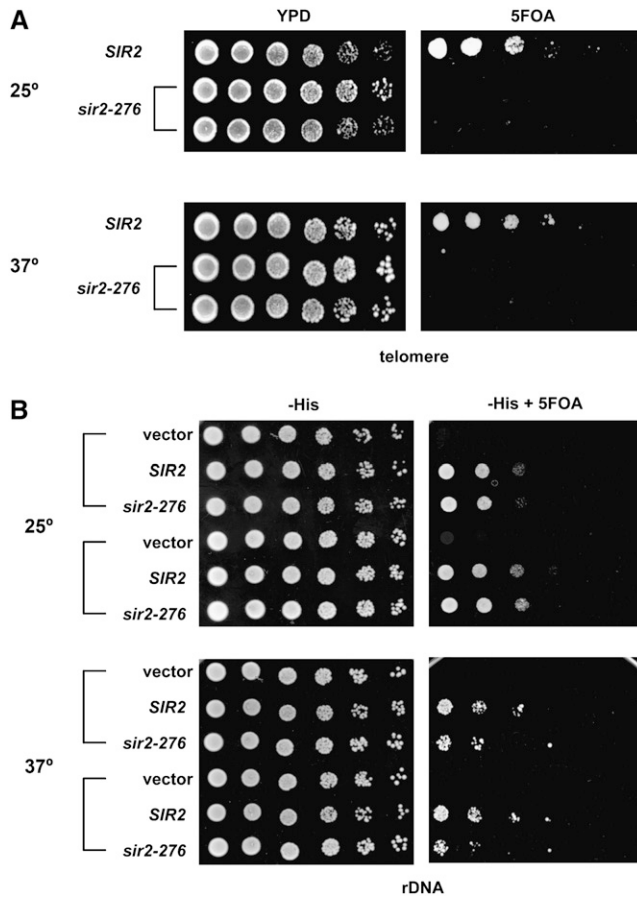 A
YPD 5FOA
SIR2
25º
sir2-276
SIR2
37º
sir2-276
telomere
B
-His -His + 5FOA
vector
SIR2
sir2-276
25º
vector
SIR2
sir2-276
vector
SIR2
sir2-276
37º
vector
SIR2
sir2-276
rDNA